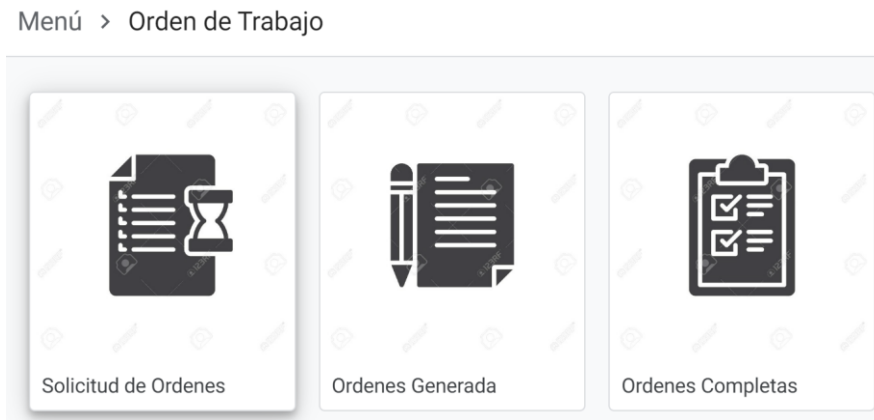 Menú > Orden de Trabajo
Solicitud de Ordenes
Ordenes Generada
Ordenes Completas